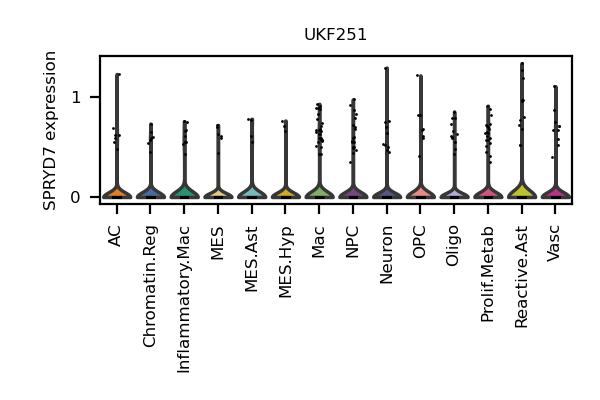 UKF251
SPRYD7 expression
1
0
AC
Chromatin.Reg
Inflammatory.Mac
MES
MES.Ast
MES.Hyp
Mac
NPC
Neuron
OPC
Oligo
Prolif.Metab
Reactive.Ast
Vasc